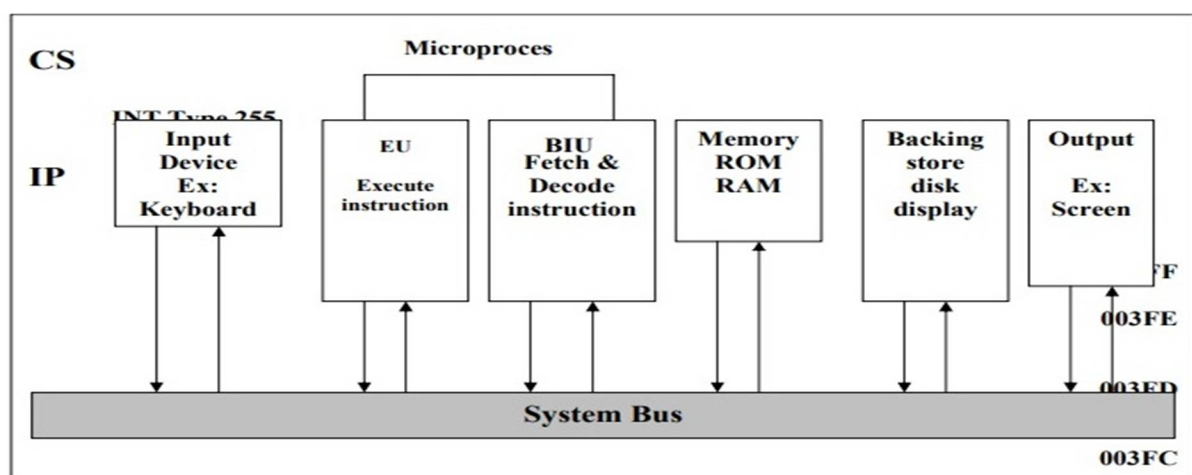 Microproces
CS
INT Type 255
Input
Device
Ex:
Keyboard
EU
Execute
instruction
BIU
Fetch &
Decode
instruction
Memory
ROM
RAM
Backing
store
disk
display
Output
Ex:
Screen
IP
FF
003FE
003FD
System Bus
003FC